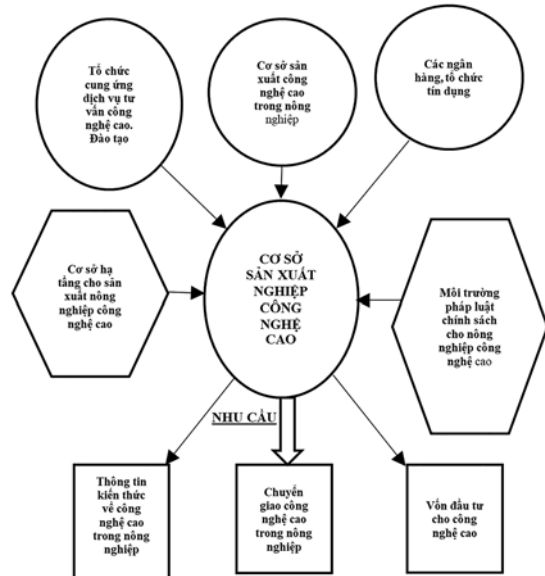 Tổ chức
cung ứng
dịch vụ tư
vấn công
nghệ cao.
Đào tạo
Cơ sở sản
xuất công
nghệ cao
trong nông
nghiệp
Các ngân
hàng, tổ chức
tín dụng
Cơ sở hạ
tầng cho sản
xuất nông
nghiệp công
nghệ cao
CƠ SỞ
SẢN XUẤT
NGHIỆP
CÔNG
NGHỆ
CAO
Môi trường
pháp luật
chính sách
cho nông
nghiệp công
nghệ cao
NHU CẦU
Thông tin
kiến thức
về công
nghệ cao
trong nông
nghiệp
Chuyển
giao công
nghệ cao
trong nông
nghiệp
Vốn đầu tư
cho công
nghệ cao